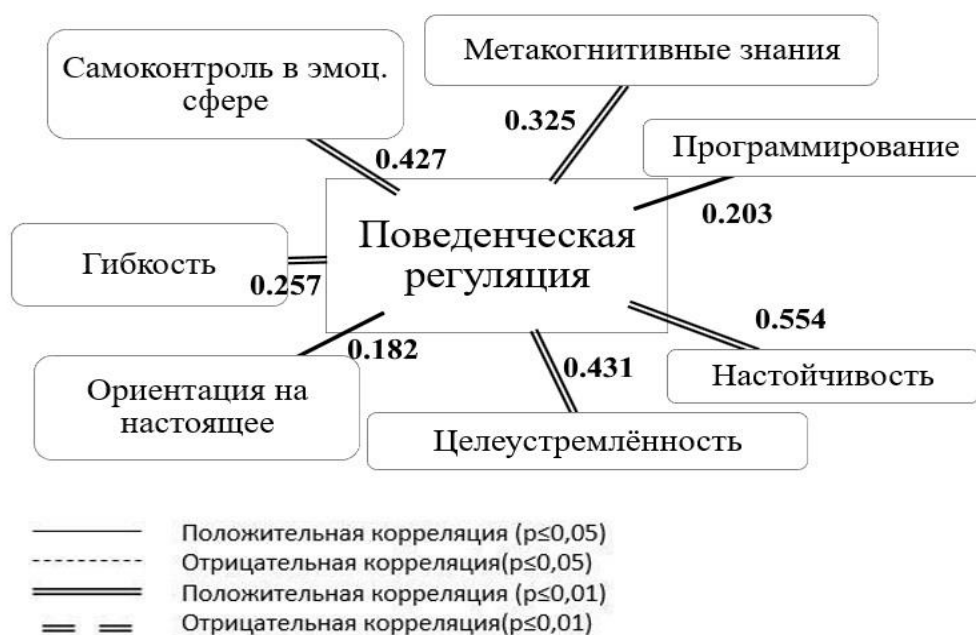 Самоконтроль в эмоц.
сфере
Метакогнитивные знания
0.325
0.427
Программирование
0.203
Поведенческая
регуляция
Гибкость
0.257
0.554
0.182
0.431
Настойчивость
Ориентация на
настоящее
Целеустремлённость
Положительная корреляция (p≤0,05)
Отрицательная корреляция(p≤0,05)
Положительная корреляция (p≤0,01)
Отрицательная корреляция(p≤0,01)